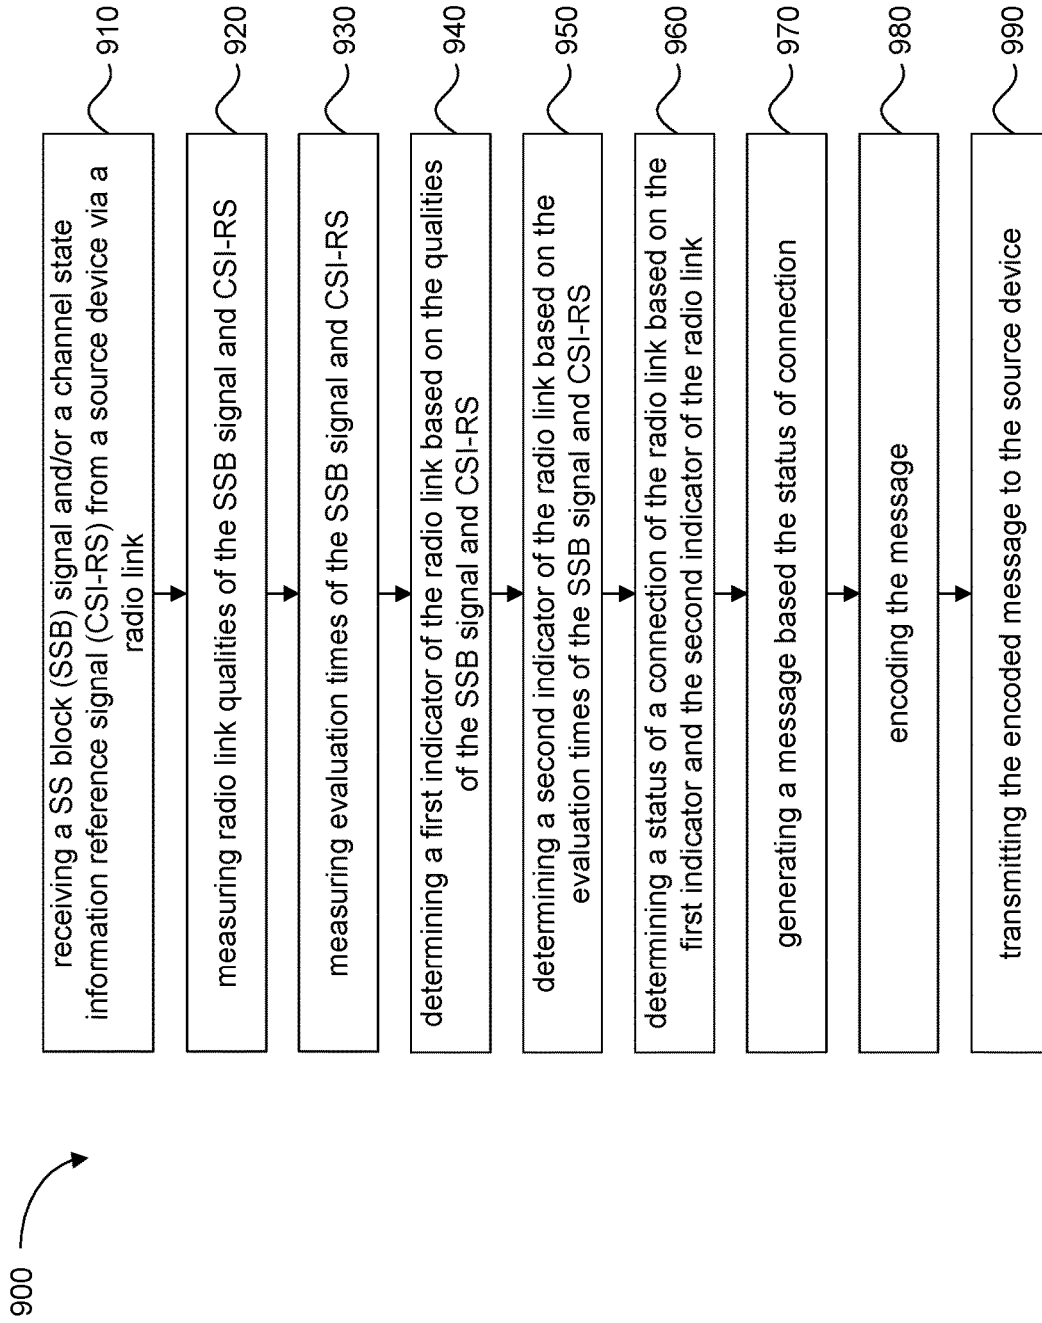 900
receiving a SS block (SSB) signal and/or a channel state
information reference signal (CSI-RS) from a source device via a
radio link
910
measuring radio link qualities of the SSB signal and CSI-RS
920
measuring evaluation times of the SSB signal and CSI-RS
930
determining a first indicator of the radio link based on the qualities
of the SSB signal and CSI-RS
940
determining a second indicator of the radio link based on the
evaluation times of the SSB signal and CSI-RS
950
determining a status of a connection of the radio link based on the
first indicator and the second indicator of the radio link
960
generating a message based the status of connection
970
encoding the message
980
transmitting the encoded message to the source device
990